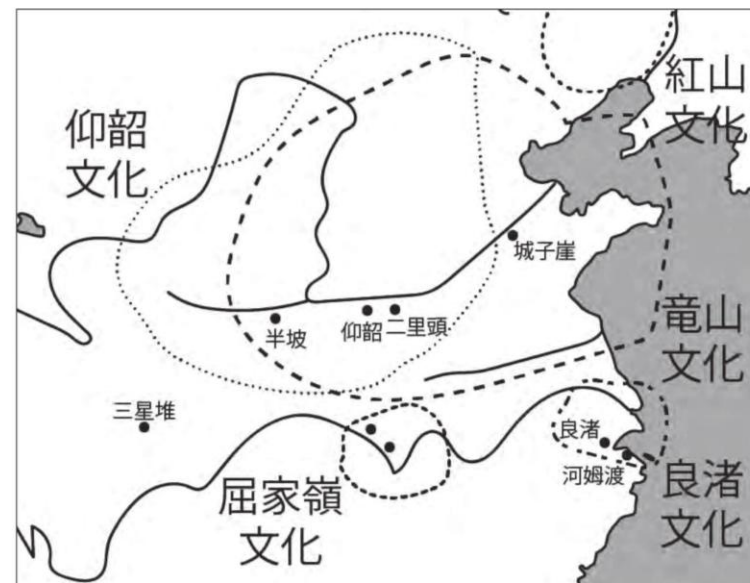 紅山
文化
仰韶
文化
城子崖
竜山
文化
半坡
仰韶
二里頭
三星堆
良渚
河姆渡
屈家嶺
文化
良渚
文化